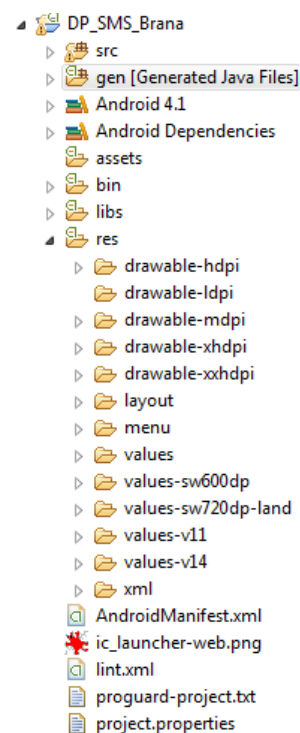 DP_SMS_Brana
src
gen [Generated Java Files]
Android 4.1
Android Dependencies
assets
bin
libs
res
drawable-hdpi
drawable-ldpi
drawable-mdpi
drawable-xhdpi
drawable-xxhdpi
layout
menu
values
values-sw600dp
values-sw720dp-land
values-v11
values-v14
xml
AndroidManifest.xml
ic_launcher-web.png
lint.xml
proguard-project.txt
project.properties